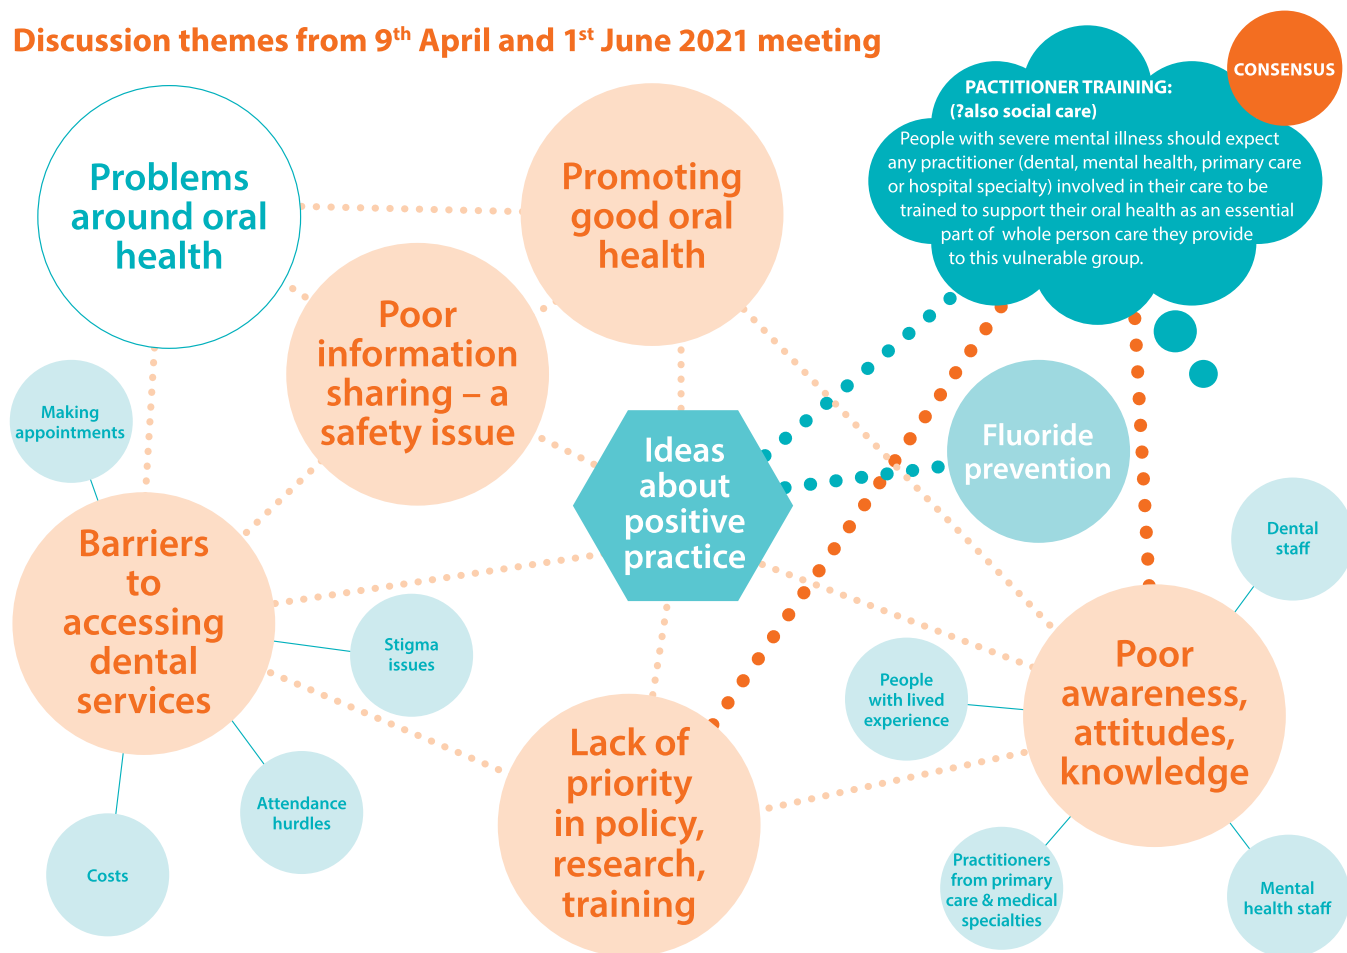 Discussion themes from 9th April and 1st June 2021 meeting
CONSENSUS
PACTITIONER TRAINING:
(?also social care)
People with severe mental illness should expect
any practitioner (dental, mental health, primary care
or hospital specialty) involved in their care to be
trained to support their oral health as an essential
part of whole person care they provide
to this vulnerable group.
Problems
around oral
health
Promoting
good oral
health
Poor
information
sharing – a
safety issue
Making
appointments
Ideas
about
positive
practice
Fluoride
prevention
Dental
staff
Barriers
to
accessing
dental
services
Stigma
issues
People
with lived
experience
Poor
awareness,
attitudes,
knowledge
Lack of
priority
in policy,
research,
training
Attendance
hurdles
Costs
Practitioners
from primary
care & medical
specialties
Mental
health staff